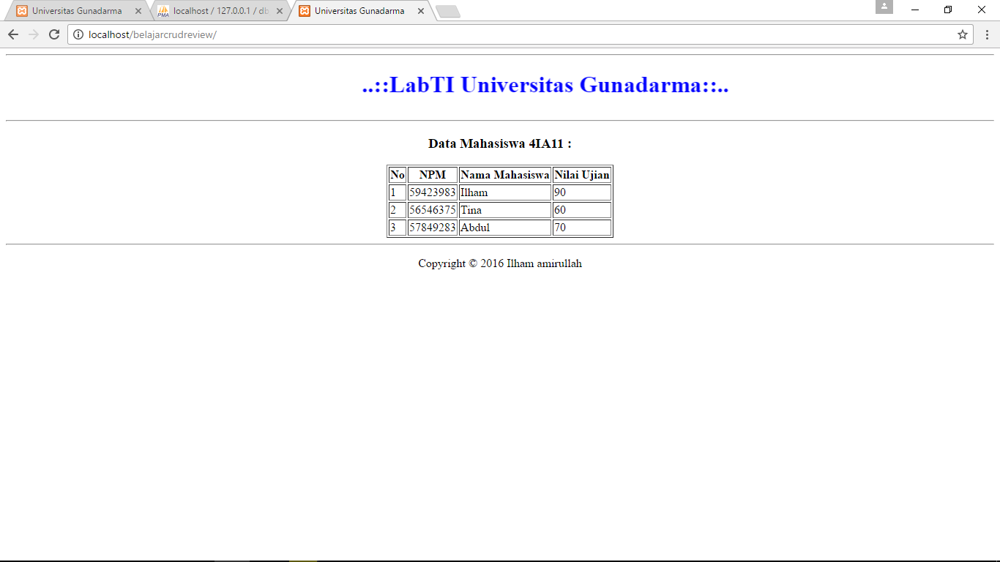 Universitas Gunadarma
localhost / 127.0.0.1 / db
Universitas Gunadarma
localhost/belajarcrudreview/
..::LabTI Universitas Gunadarma::..
Data Mahasiswa 4IA11 :
No NPM Nama Mahasiswa Nilai Ujian
1 59423983 Ilham 90
2 56546375 Tina 60
3 57849283 Abdul 70
Copyright © 2016 Ilham amirullah